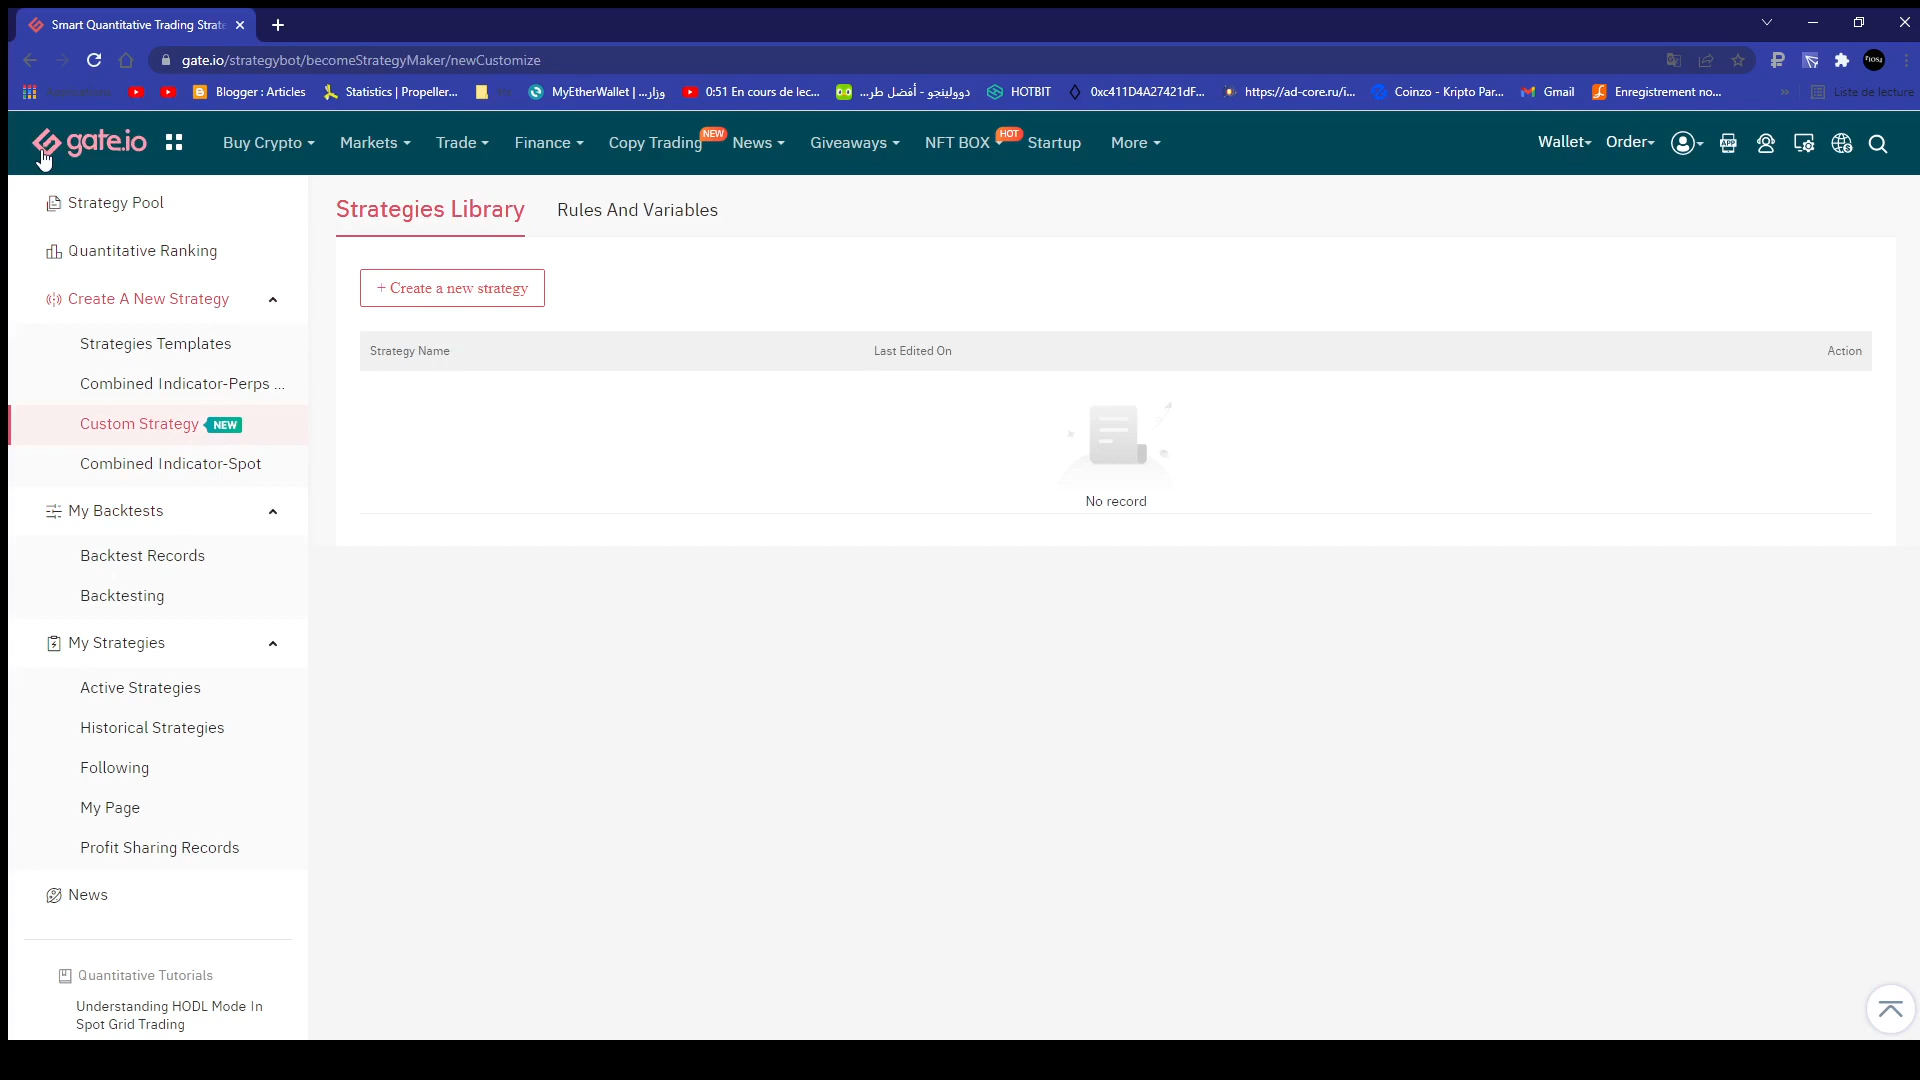 Smart Quantitative Trading Strate
gate.io/strategybot/becomeStrategyMaker/newCustomize
Blogger : Articles
Statistics | Propeller...
MyEtherWallet | وزار...
0:51 En cours de lec...
دوولينجو - أفضل طر...
HOTBIT
0xc411D4A27421dF...
https://ad-core.ru/i...
Coinzo - Kripto Par...
Gmail
Enregistrement no...
»
Liste de lecture
gate.io
Buy Crypto
Markets
Trade
Finance
Copy Trading
NEW
News
Giveaways
NFT BOX
HOT
Startup
More
Wallet
Order
APP
Strategy Pool
Quantitative Ranking
Create A New Strategy
Strategies Templates
Combined Indicator-Perps ...
Custom Strategy NEW
Combined Indicator-Spot
My Backtests
Backtest Records
Backtesting
My Strategies
Active Strategies
Historical Strategies
Following
My Page
Profit Sharing Records
News
Quantitative Tutorials
Understanding HODL Mode In
Spot Grid Trading
Strategies Library
Rules And Variables
+ Create a new strategy
Strategy Name
Last Edited On
Action
No record